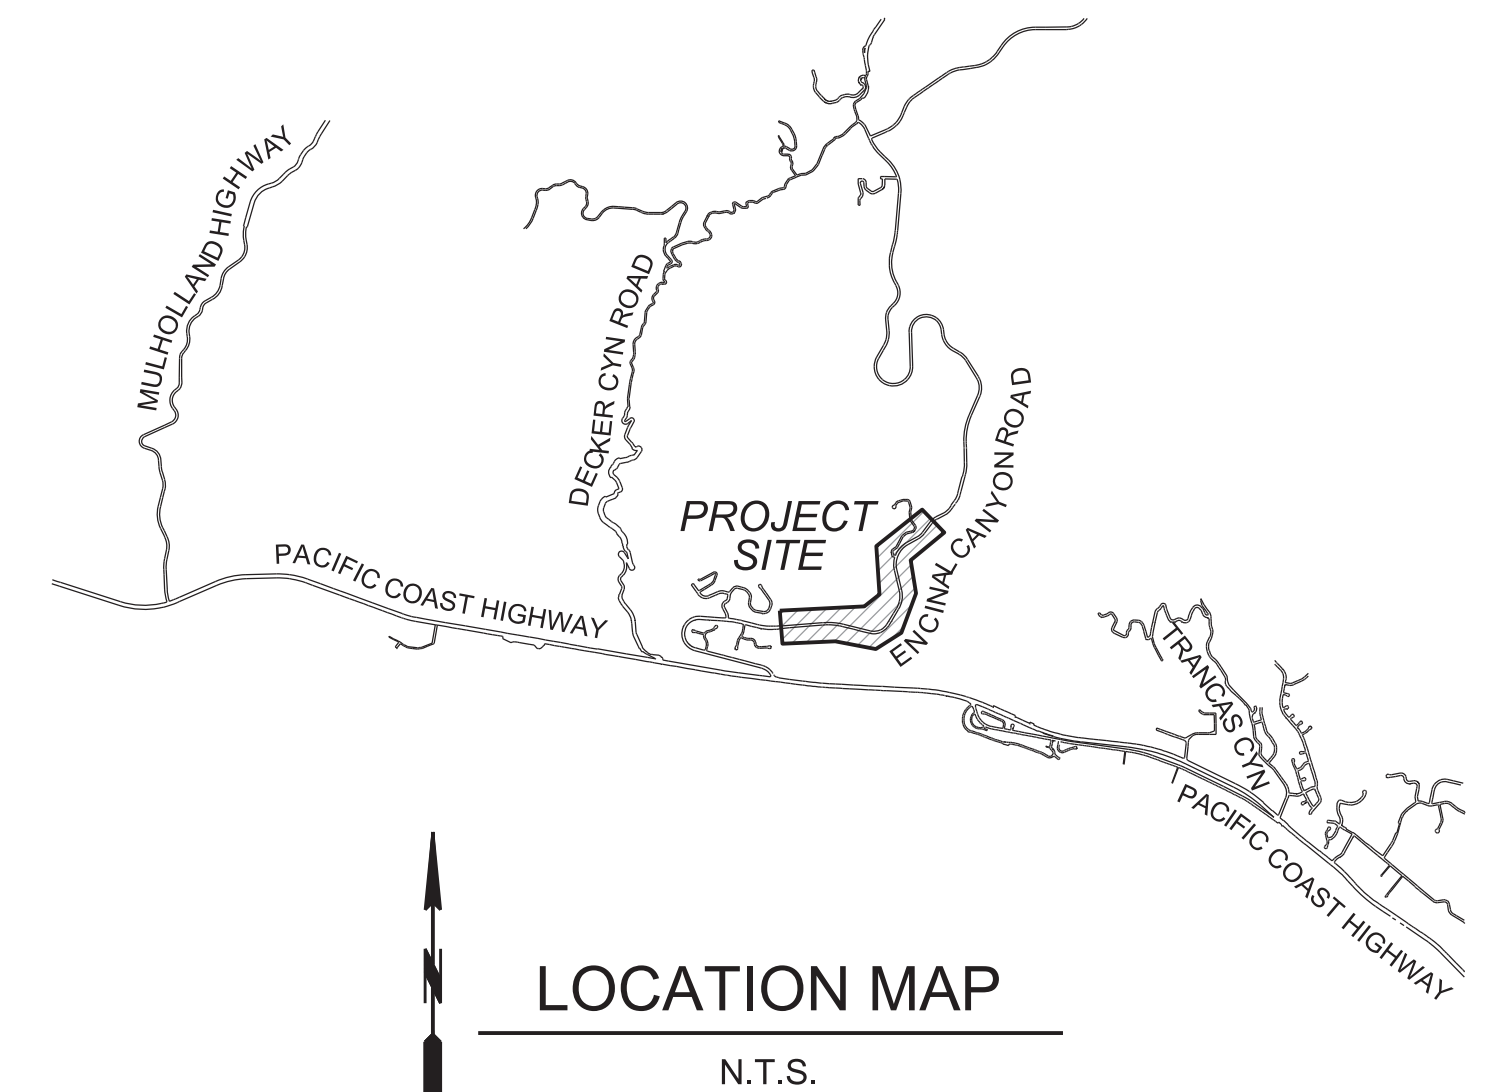 MULHOLLAND HIGHWAY
DECKER CYN ROAD
ENCINAL CANYON ROAD
PROJECT
SITE
PACIFIC COAST HIGHWAY
TRANCAS CYN
PACIFIC COAST HIGHWAY
N
LOCATION MAP
N.T.S.